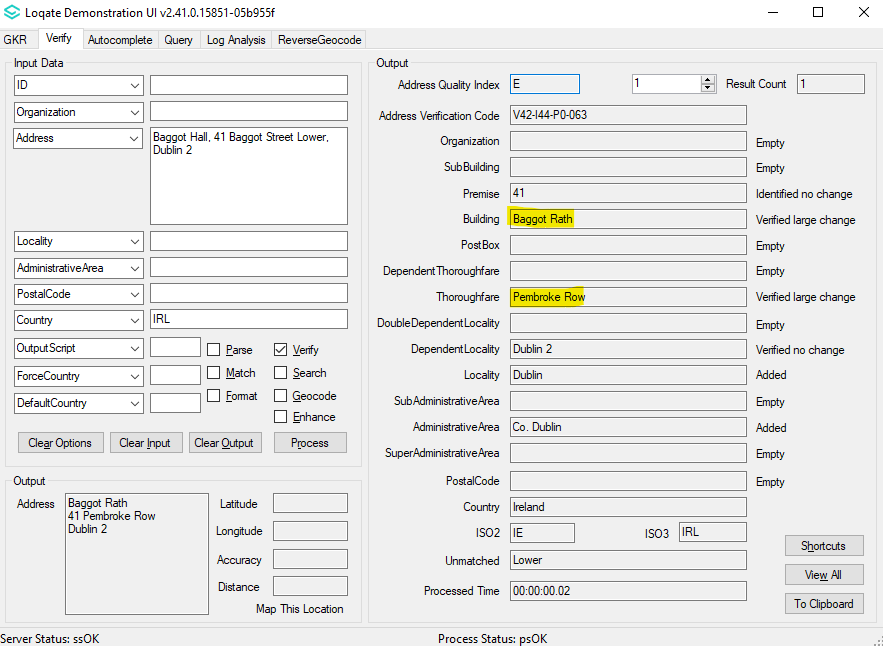 Loqate Demonstration UI v2.41.0.15851-05b955f
GKR Verify Autocomplete Query Log Analysis ReverseGeocode
Input Data
ID
Organization
Address Baggot Hall, 41 Baggot Street Lower,
Dublin 2
Locality
AdministrativeArea
PostalCode
Country IRL
OutputScript Parse Verify
ForceCountry Match Search
DefaultCountry Format Geocode
Enhance
Clear Options Clear Input Clear Output Process
Output
Address Baggot Rath
41 Pembroke Row
Dublin 2
Latitude
Longitude
Accuracy
Distance
Map This Location
Output
Address Quality Index E 1 Result Count 1
Address Verification Code V42-I44-P0-063
Organization Empty
SubBuilding Empty
Premise 41 Identified no change
Building Baggot Rath Verified large change
PostBox Empty
DependentThoroughfare Empty
Thoroughfare Pembroke Row Verified large change
DoubleDependentLocality Empty
DependentLocality Dublin 2 Verified no change
Locality Dublin Added
SubAdministrativeArea Empty
AdministrativeArea Co. Dublin Added
SuperAdministrativeArea Empty
PostalCode Empty
Country Ireland
ISO2 IE ISO3 IRL
Unmatched Lower
Processed Time 00:00:00.02
Shortcuts
View All
To Clipboard
Server Status: ssOK Process Status: psOK